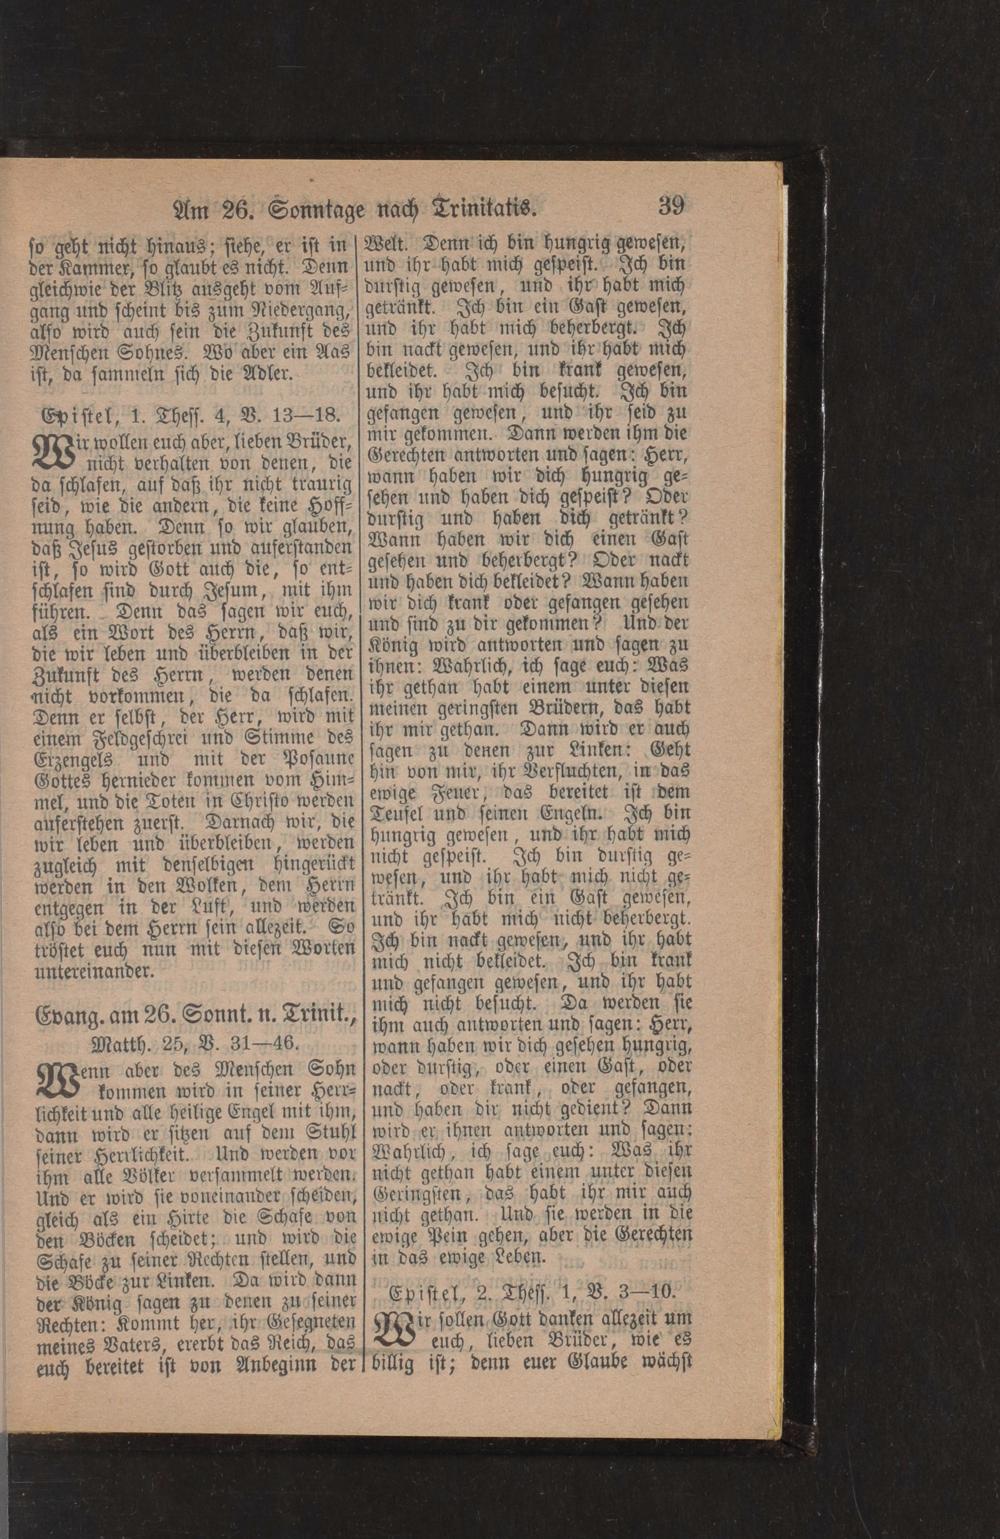 Am 26. Sonntage nach Trinitatis. 39
so geht nicht hinaus; siehe, er ist in
der Kammer, so glaubt es nicht. Denn
gleichwie der Blitz ausgeht vom Auf-
gang und scheint bis zum Niedergang,
also wird auch sein die Zukunft des
Menschen Sohnes. Wo aber ein Aas
ist, da sammeln sich die Adler.
Epistel, 1. Thess. 4, V. 13—18.
Wir wollen euch aber, lieben Brüder,
nicht verhalten von denen, die
da schlafen, auf daß ihr nicht traurig
seid, wie die andern, die keine Hoff-
nung haben. Denn so wir glauben,
daß Jesus gestorben und auferstanden
ist, so wird Gott auch die, so ent-
schlafen sind durch Jesum, mit ihm
führen. Denn das sagen wir euch,
als ein Wort des Herrn, daß wir,
die wir leben und überbleiben in der
Zukunft des Herrn, werden denen
nicht vorkommen, die da schlafen.
Denn er selbst, der Herr, wird mit
einem Feldgeschrei und Stimme des
Erzengels und mit der Posaune
Gottes hernieder kommen vom Him-
mel, und die Toten in Christo werden
auferstehen zuerst. Darnach wir, die
wir leben und überbleiben, werden
zugleich mit denselbigen hingerückt
werden in den Wolken, dem Herrn
entgegen in der Luft, und werden
also bei dem Herrn sein allezeit. So
tröstet euch nun mit diesen Worten
untereinander.
Evang. am 26. Sonnt. n. Trinit.,
Matth. 25, V. 31—46.
Wenn aber des Menschen Sohn
kommen wird in seiner Herr-
lichkeit und alle heilige Engel mit ihm,
dann wird er sitzen auf dem Stuhl
seiner Herrlichkeit. Und werden vor
ihm alle Völker versammelt werden.
Und er wird sie voneinander scheiden,
gleich als ein Hirte die Schafe von
den Böcken scheidet; und wird die
Schafe zu seiner Rechten stellen, und
die Böcke zur Linken. Da wird dann
der König sagen zu denen zu seiner
Rechten: Kommt her, ihr Gesegneten
meines Vaters, ererbt das Reich, das
euch bereitet ist von Anbeginn der
Welt. Denn ich bin hungrig gewesen,
und ihr habt mich gespeist. Ich bin
durstig gewesen, und ihr habt mich
getränkt. Ich bin ein Gast gewesen,
und ihr habt mich beherbergt. Ich
bin nackt gewesen, und ihr habt mich
bekleidet. Ich bin krank gewesen,
und ihr habt mich besucht. Ich bin
gefangen gewesen, und ihr seid zu
mir gekommen. Dann werden ihm die
Gerechten antworten und sagen: Herr,
wann haben wir dich hungrig ge-
sehen und haben dich gespeist? Oder
durstig und haben dich getränkt?
Wann haben wir dich einen Gast
gesehen und beherbergt? Oder nackt
und haben dich bekleidet? Wann haben
wir dich krank oder gefangen gesehen
und sind zu dir gekommen? Und der
König wird antworten und sagen zu
ihnen: Wahrlich, ich sage euch: Was
ihr gethan habt einem unter diesen
meinen geringsten Brüdern, das habt
ihr mir gethan. Dann wird er auch
sagen zu denen zur Linken: Geht
hin von mir, ihr Verfluchten, in das
ewige Feuer, das bereitet ist dem
Teufel und seinen Engeln. Ich bin
hungrig gewesen, und ihr habt mich
nicht gespeist. Ich bin durstig ge-
wesen, und ihr habt mich nicht ge-
tränkt. Ich bin ein Gast gewesen,
und ihr habt mich nicht beherbergt.
Ich bin nackt gewesen, und ihr habt
mich nicht bekleidet. Ich bin krank
und gefangen gewesen, und ihr habt
mich nicht besucht. Da werden sie
ihm auch antworten und sagen: Herr,
wann haben wir dich gesehen hungrig,
oder durstig, oder einen Gast, oder
nackt, oder krank, oder gefangen,
und haben dir nicht gedient? Dann
wird er ihnen antworten und sagen:
Wahrlich, ich sage euch: Was ihr
nicht gethan habt einem unter diesen
Geringsten, das habt ihr mir auch
nicht gethan. Und sie werden in die
ewige Pein gehen, aber die Gerechten
in das ewige Leben.
Epistel, 2. Thess. 1, V. 3—10.
Wir sollen Gott danken allezeit um
euch, lieben Brüder, wie es
billig ist; denn euer Glaube wächst